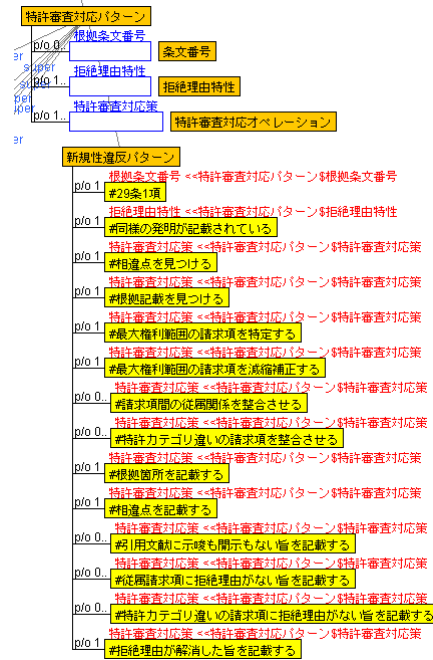 特許審査対応パターン
根拠条文番号
p/o 0..
条文番号
er
super
拒絶理由特性
p/o 1..
拒絶理由特性
super
per
特許審査対応策
p/o 1..
特許審査対応オペレーション
er
新規性違反パターン
根拠条文番号 <<特許審査対応パターン$根拠条文番号
p/o 1
#29条1項
拒絶理由特性 <<特許審査対応パターン$拒絶理由特性
p/o 1
#同様の発明が記載されている
特許審査対応策 <<特許審査対応パターン$特許審査対応策
p/o 1
#相違点を見つける
特許審査対応策 <<特許審査対応パターン$特許審査対応策
p/o 1
#根拠記載を見つける
特許審査対応策 <<特許審査対応パターン$特許審査対応策
p/o 1
#最大権利範囲の請求項を特定する
特許審査対応策 <<特許審査対応パターン$特許審査対応策
p/o 1
#最大権利範囲の請求項を減縮補正する
特許審査対応策 <<特許審査対応パターン$特許審査対応策
p/o 0..
#請求項間の従属関係を整合させる
特許審査対応策 <<特許審査対応パターン$特許審査対応策
p/o 0..
#特許カテゴリ違いの請求項を整合させる
特許審査対応策 <<特許審査対応パターン$特許審査対応策
p/o 1
#根拠箇所を記載する
特許審査対応策 <<特許審査対応パターン$特許審査対応策
p/o 1
#相違点を記載する
特許審査対応策 <<特許審査対応パターン$特許審査対応策
p/o 0..
#引用文献に示唆も開示もない旨を記載する
特許審査対応策 <<特許審査対応パターン$特許審査対応策
p/o 0..
#従属請求項に拒絶理由がない旨を記載する
特許審査対応策 <<特許審査対応パターン$特許審査対応策
p/o 0..
#特許カテゴリ違いの請求項に拒絶理由がない旨を記載する
特許審査対応策 <<特許審査対応パターン$特許審査対応策
p/o 1
#拒絶理由が解消した旨を記載する